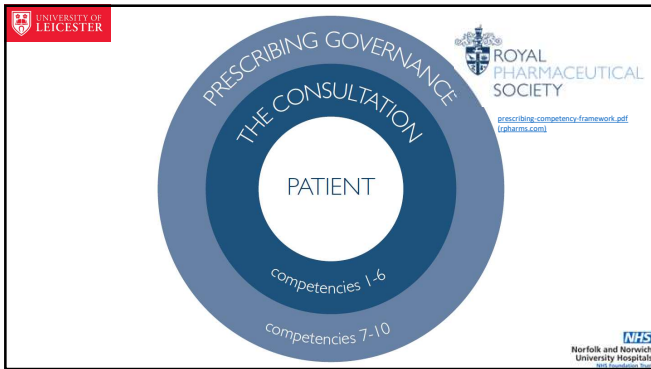 UNIVERSITY OF
LEICESTER
PRESCRIBING GOVERNANCE
THE CONSULTATION
PATIENT
competencies 1-6
competencies 7-10
ROYAL
PHARMACEUTICAL
SOCIETY
prescribing-competency-framework.pdf
(rpharms.com)
NHS
Norfolk and Norwich
University Hospitals
NHS Foundation Trust